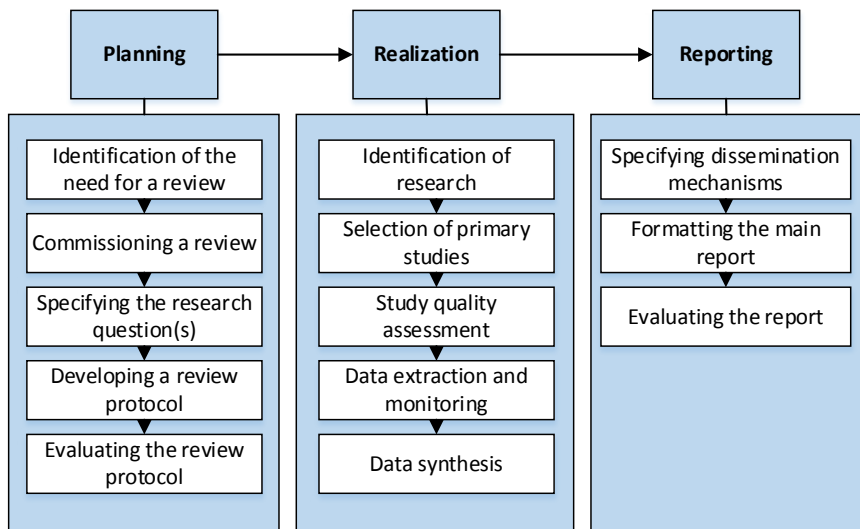 Planning
Realization
Reporting
Identification of the
need for a review
Commissioning a review
Specifying the research
question(s)
Developing a review
protocol
Evaluating the review
protocol
Identification of
research
Selection of primary
studies
Study quality
assessment
Data extraction and
monitoring
Data synthesis
Specifying dissemination
mechanisms
Formatting the main
report
Evaluating the report